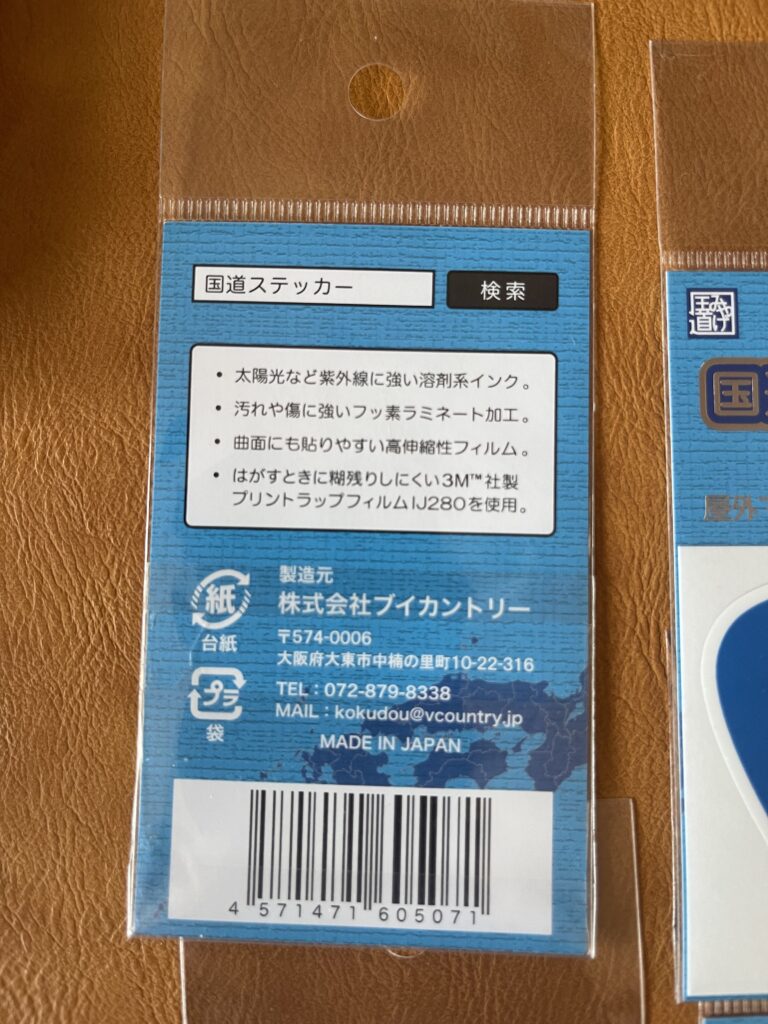 国道ステッカー 検索
・太陽光など紫外線に強い溶剤系インク。
・汚れや傷に強いフッ素ラミネート加工。
・曲面にも貼りやすい高伸縮性フィルム。
・はがすときに糊残りしにくい3M™社製
プリントラップフィルムIJ280を使用。
紙
台紙
プラ
袋
製造元
株式会社ブイカントリー
〒574-0006
大阪府大東市中楠の里町10-22-316
TEL：072-879-8338
MAIL：kokudou@vcountry.jp
MADE IN JAPAN
4 571471 605071
国
屋外